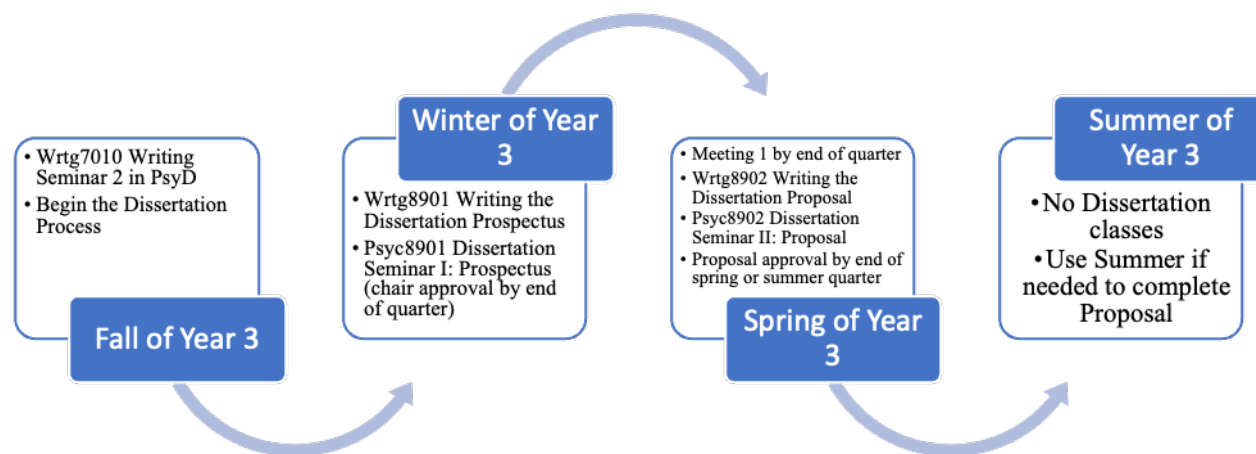 • Wrtg7010 Writing
Seminar 2 in PsyD
• Begin the Dissertation
Process
Fall of Year 3
Winter of Year
3
• Wrtg8901 Writing the
Dissertation Prospectus
• Psyc8901 Dissertation
Seminar I: Prospectus
(chair approval by end
of quarter)
• Meeting 1 by end of quarter
• Wrtg8902 Writing the
Dissertation Proposal
• Psyc8902 Dissertation
Seminar II: Proposal
• Proposal approval by end of
spring or summer quarter
Spring of Year
3
Summer of
Year 3
• No Dissertation
classes
• Use Summer if
needed to complete
Proposal